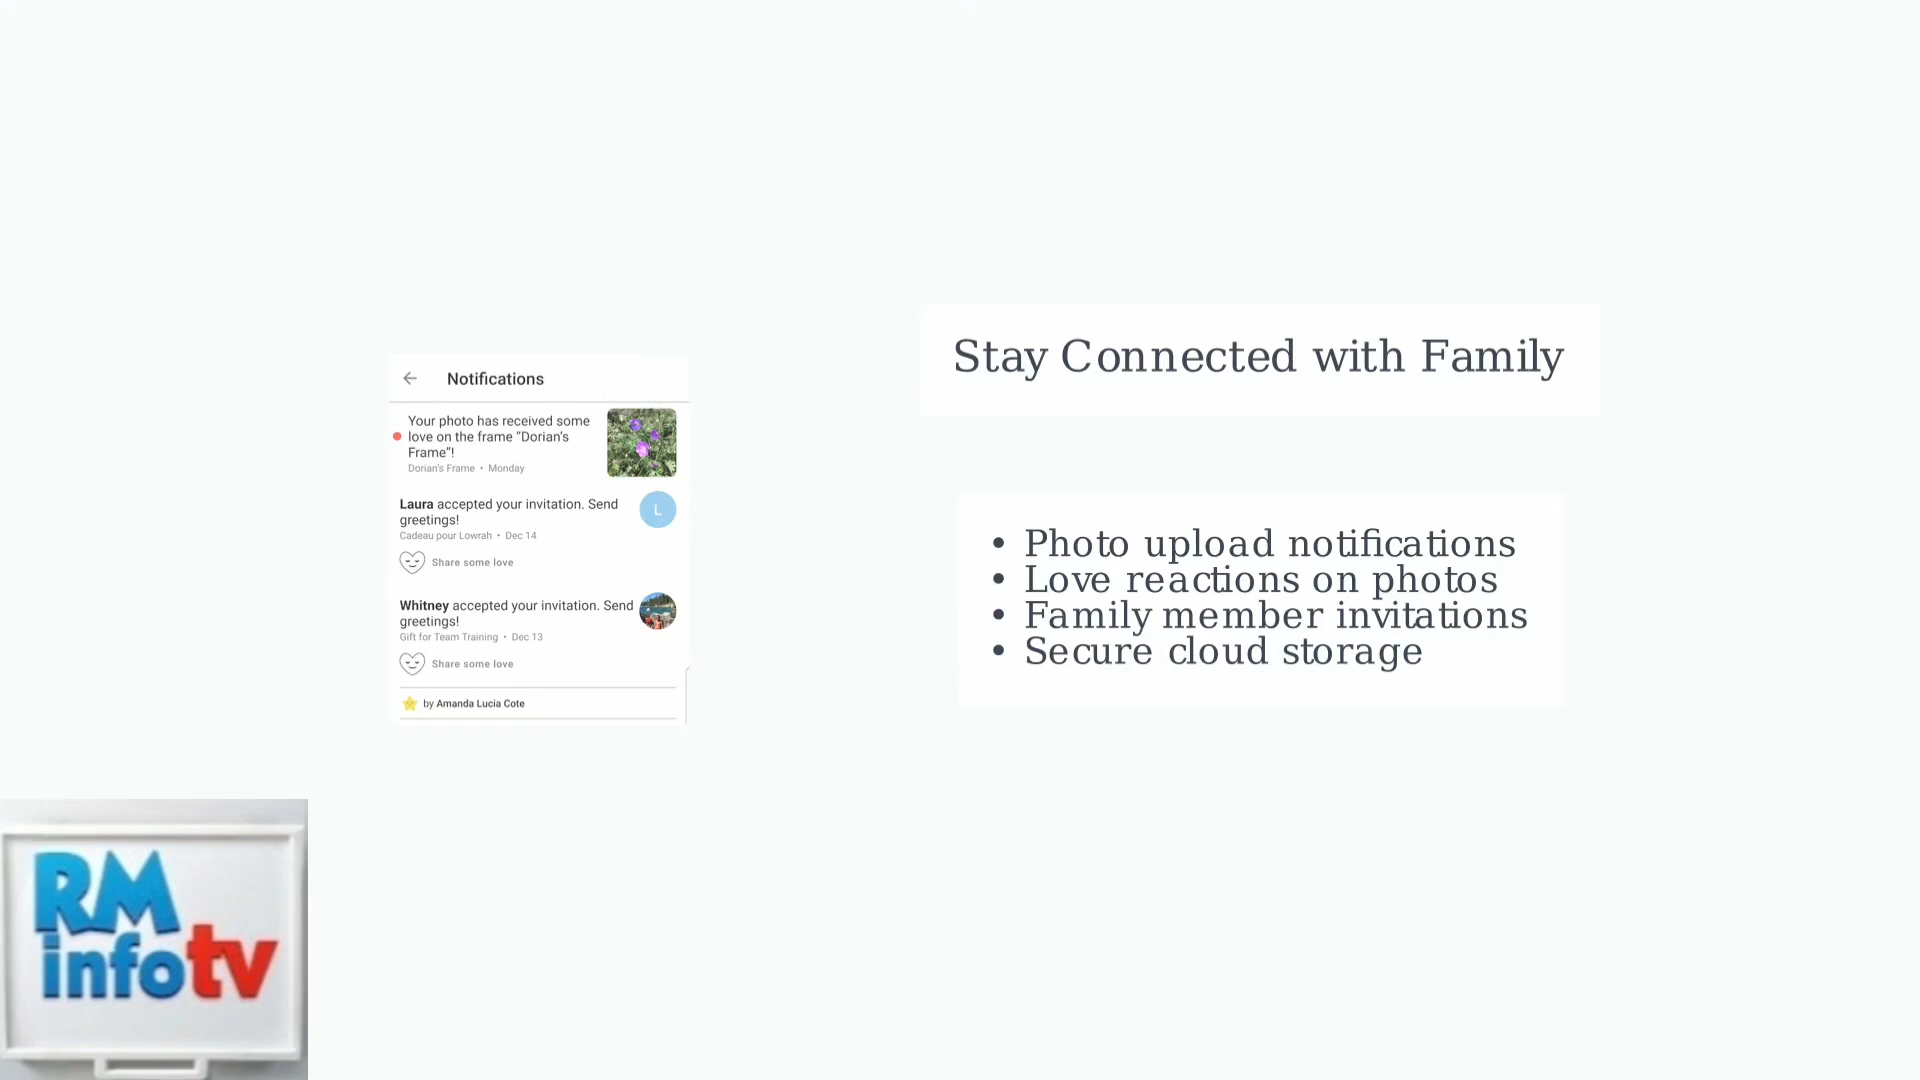 Notifications
Your photo has received some
love on the frame “Dorian’s
Frame”!
Dorian's Frame • Monday
Laura accepted your invitation. Send
greetings!
Cadeau pour Lowrah • Dec 14
L
Share some love
Whitney accepted your invitation. Send
greetings!
Gift for Team Training • Dec 13
Share some love
by Amanda Lucia Cote
Stay Connected with Family
• Photo upload notifications
• Love reactions on photos
• Family member invitations
• Secure cloud storage
RM
infotv